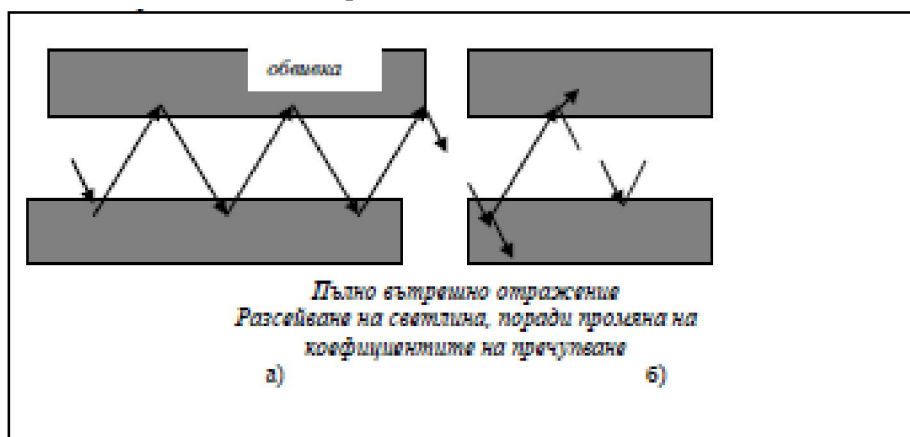 обвивка
Пълно вътрешно отражение
Разсейване на светлина, поради промяна на
коефициентите на пречупване
а) б)